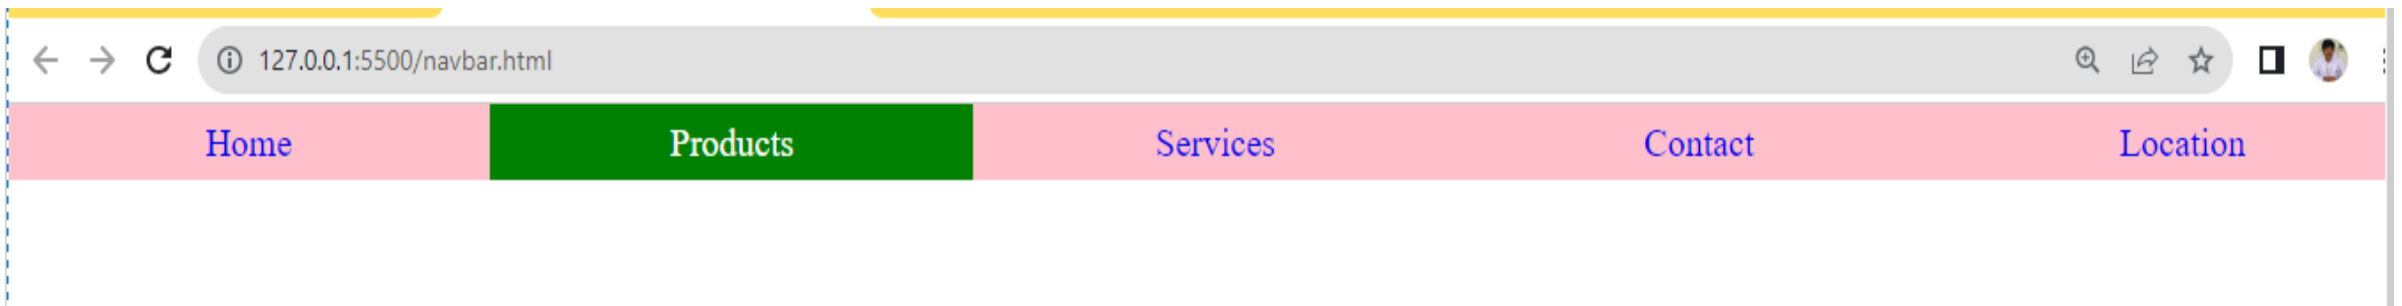 127.0.0.1:5500/navbar.html
Home Products Services Contact Location